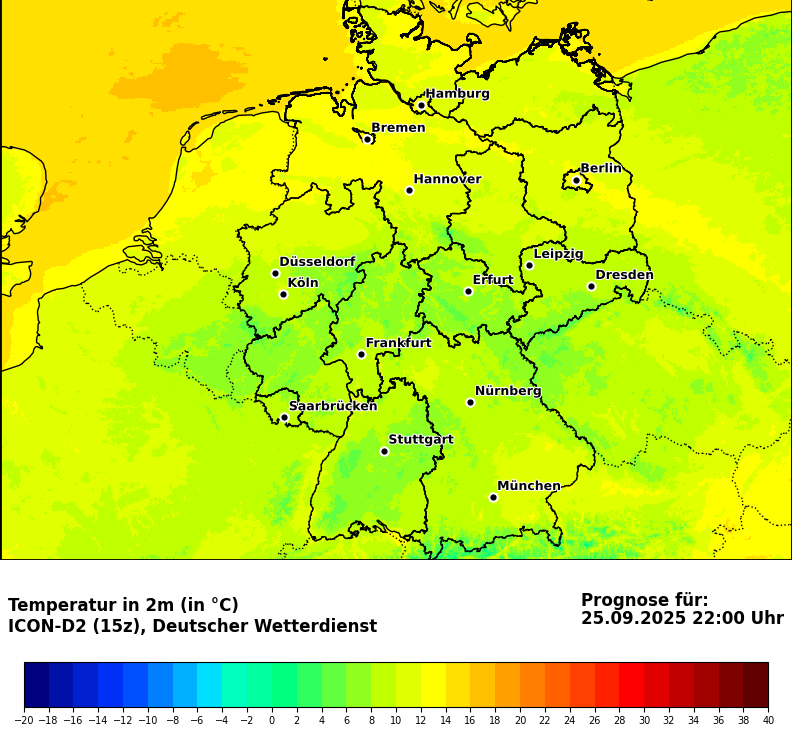 Hamburg
Bremen
Berlin
Hannover
Leipzig
Düsseldorf
Dresden
Köln
Erfurt
Frankfurt
Nürnberg
Saarbrücken
Stuttgart
München
Temperatur in 2m (in °C)
ICON-D2 (15z), Deutscher Wetterdienst
Prognose für:
25.09.2025 22:00 Uhr
−20 −18 −16 −14 −12 −10 −8 −6 −4 −2 0 2 4 6 8 10 12 14 16 18 20 22 24 26 28 30 32 34 36 38 40